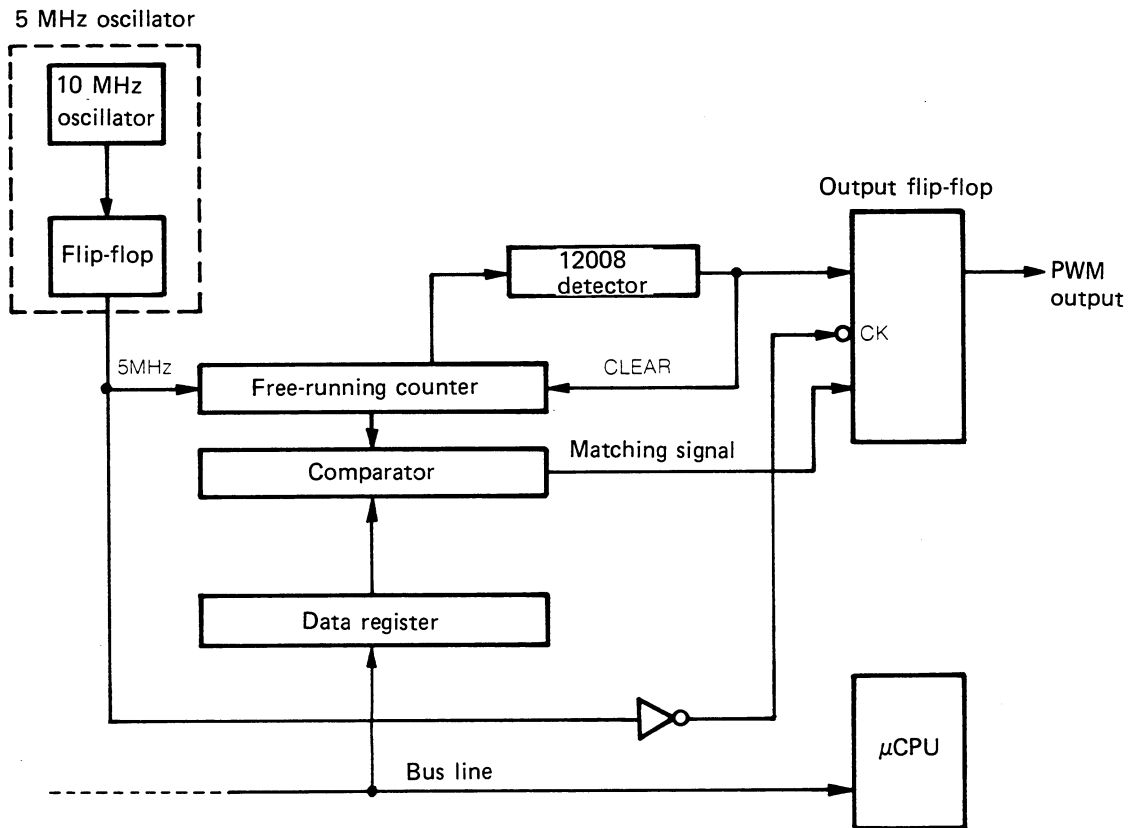 5 MHz oscillator
10 MHz
oscillator
Flip-flop
5MHz
Free-running counter
12008
detector
CLEAR
Comparator
Matching signal
Data register
Bus line
Output flip-flop
CK
PWM
output
μCPU